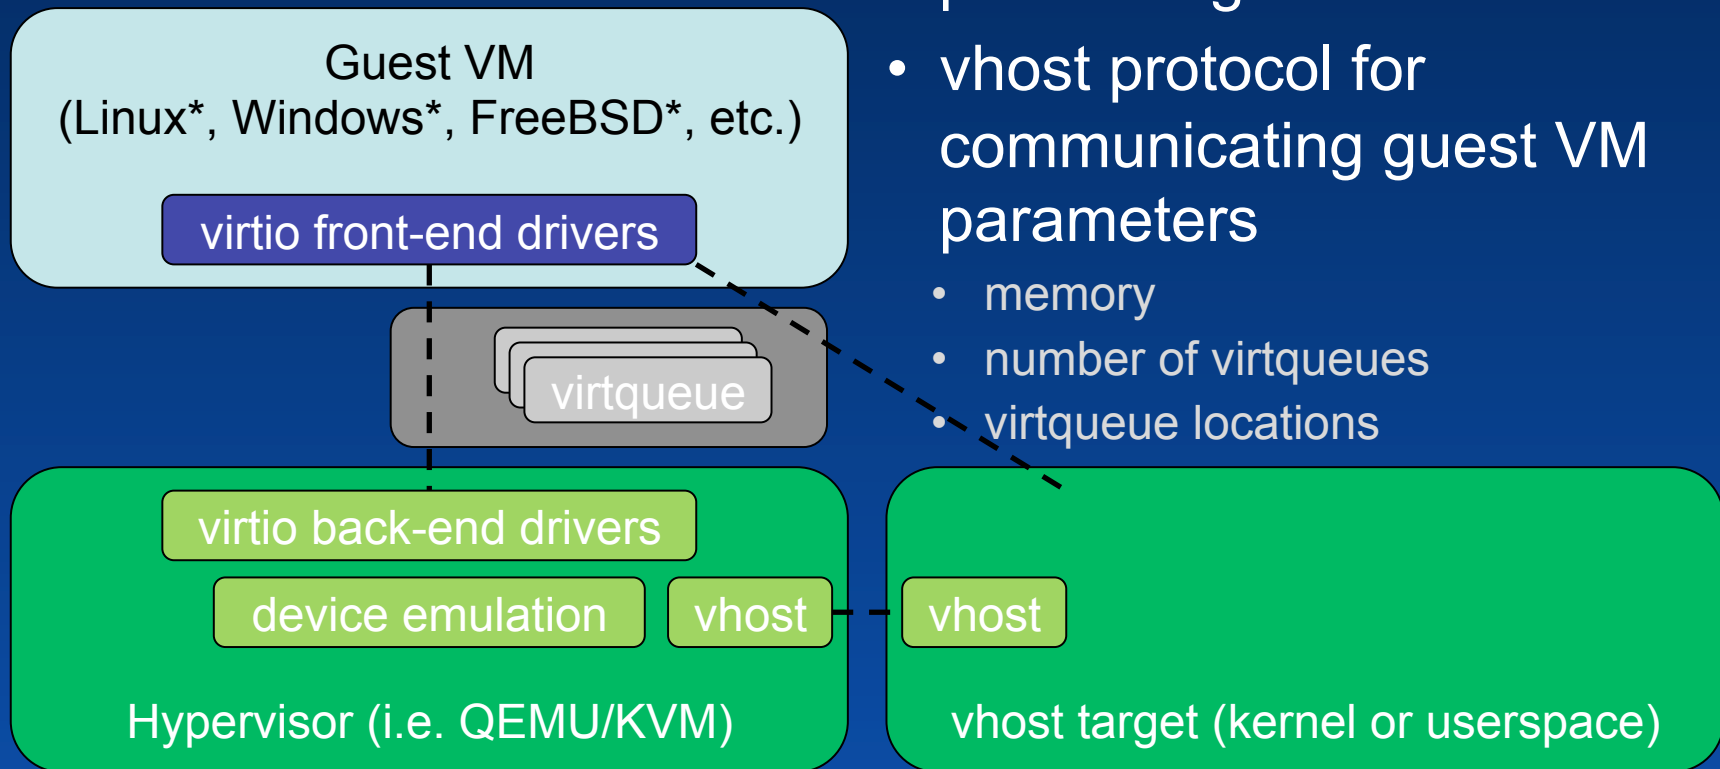 Guest VM
(Linux*, Windows*, FreeBSD*, etc.)
virtio front-end drivers
virtqueue
virtio back-end drivers
device emulation
vhost
Hypervisor (i.e. QEMU/KVM)
• vhost protocol for
communicating guest VM
parameters
• memory
• number of virtqueues
• virtqueue locations
vhost
vhost target (kernel or userspace)